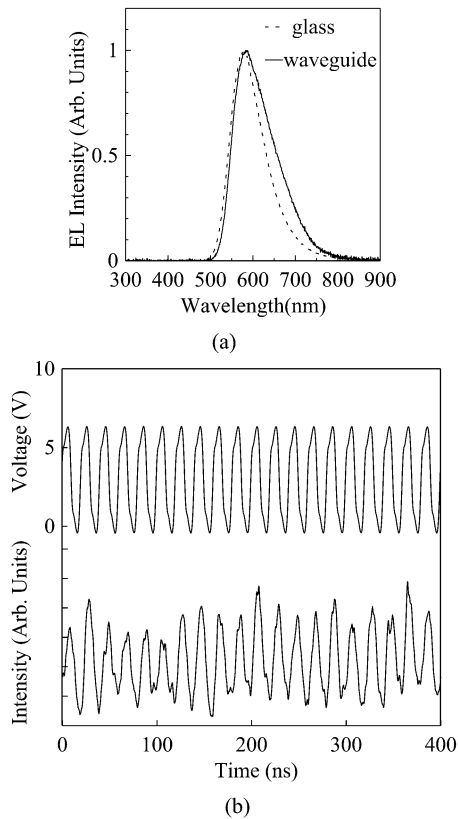 glass
waveguide
EL Intensity (Arb. Units)
1
0.5
0
300 400 500 600 700 800 900
Wavelength(nm)
(a)
Voltage (V)
10
5
0
Intensity (Arb. Units)
0 100 200 300 400
Time (ns)
(b)